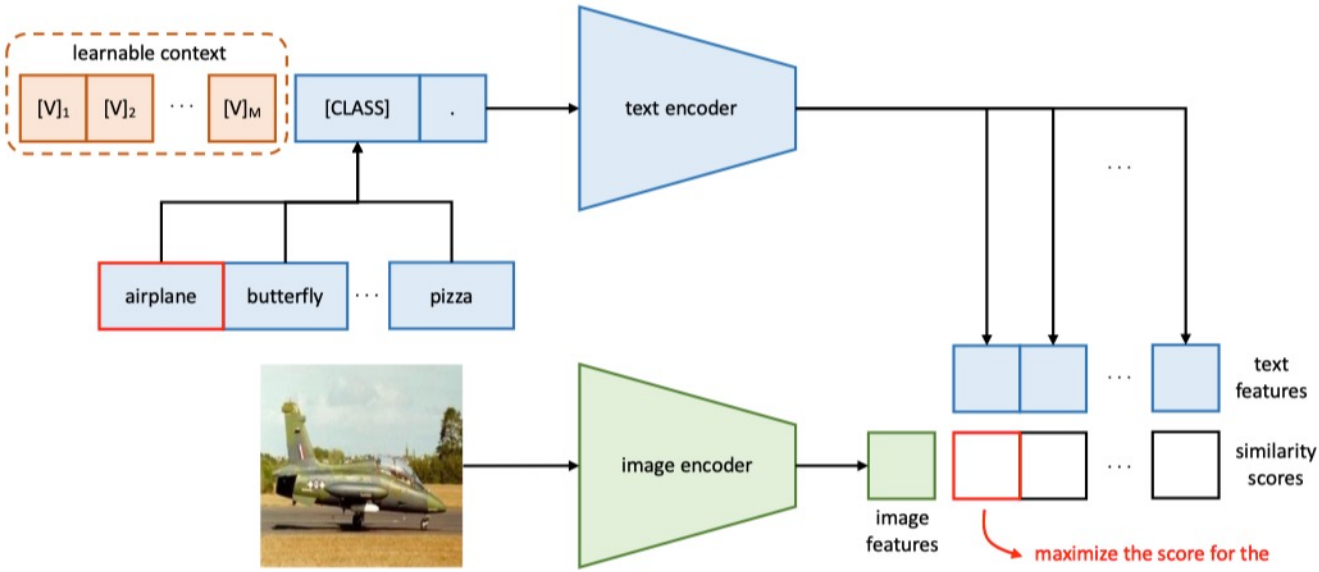 learnable context
[V]₁ [V]₂ ··· [V]M
[CLASS] .
text encoder
···
airplane butterfly ··· pizza
text
features
···
image encoder
similarity
scores
···
image
features
maximize the score for the